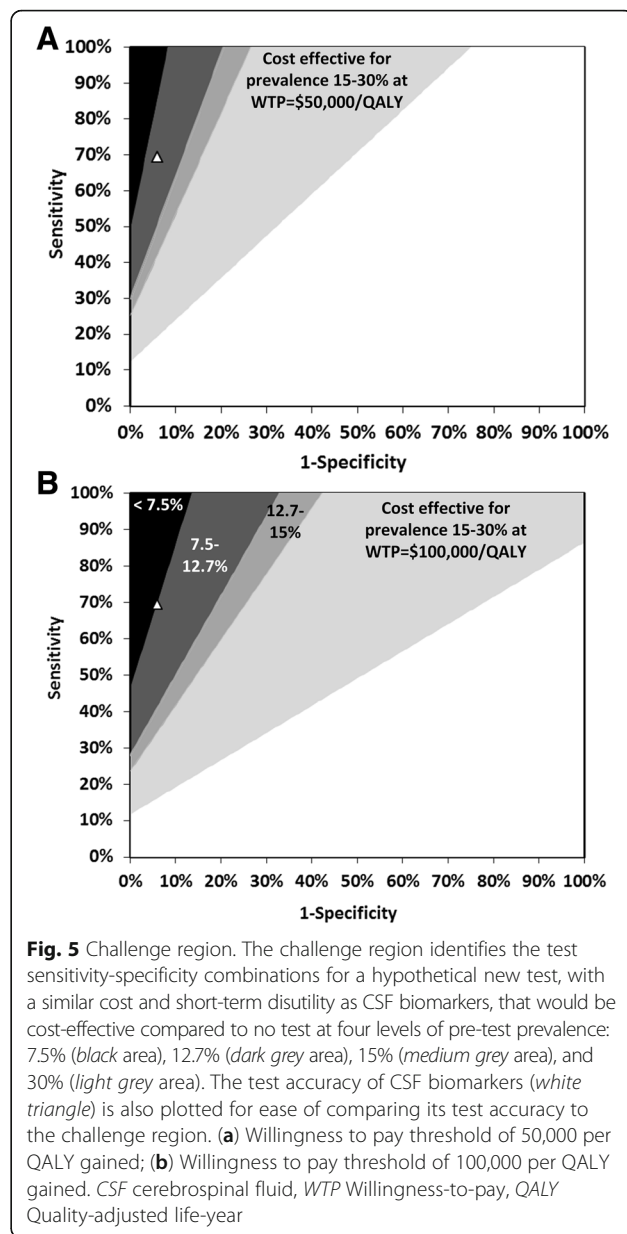 A
100%
90%
80%
70%
60%
50%
40%
30%
20%
10%
0%
Sensitivity
Cost effective for
prevalence 15-30% at
WTP=$50,000/QALY
0% 10% 20% 30% 40% 50% 60% 70% 80% 90% 100%
1-Specificity
B
100%
90%
80%
70%
60%
50%
40%
30%
20%
10%
0%
Sensitivity
< 7.5%
7.5-
12.7%
12.7-
15%
Cost effective for
prevalence 15-30% at
WTP=$100,000/QALY
0% 10% 20% 30% 40% 50% 60% 70% 80% 90% 100%
1-Specificity
Fig. 5 Challenge region. The challenge region identifies the test
sensitivity-specificity combinations for a hypothetical new test, with
a similar cost and short-term disutility as CSF biomarkers, that would be
cost-effective compared to no test at four levels of pre-test prevalence:
7.5% (black area), 12.7% (dark grey area), 15% (medium grey area), and
30% (light grey area). The test accuracy of CSF biomarkers (white
triangle) is also plotted for ease of comparing its test accuracy to
the challenge region. (a) Willingness to pay threshold of 50,000 per
QALY gained; (b) Willingness to pay threshold of 100,000 per QALY
gained. CSF cerebrospinal fluid, WTP Willingness-to-pay, QALY
Quality-adjusted life-year